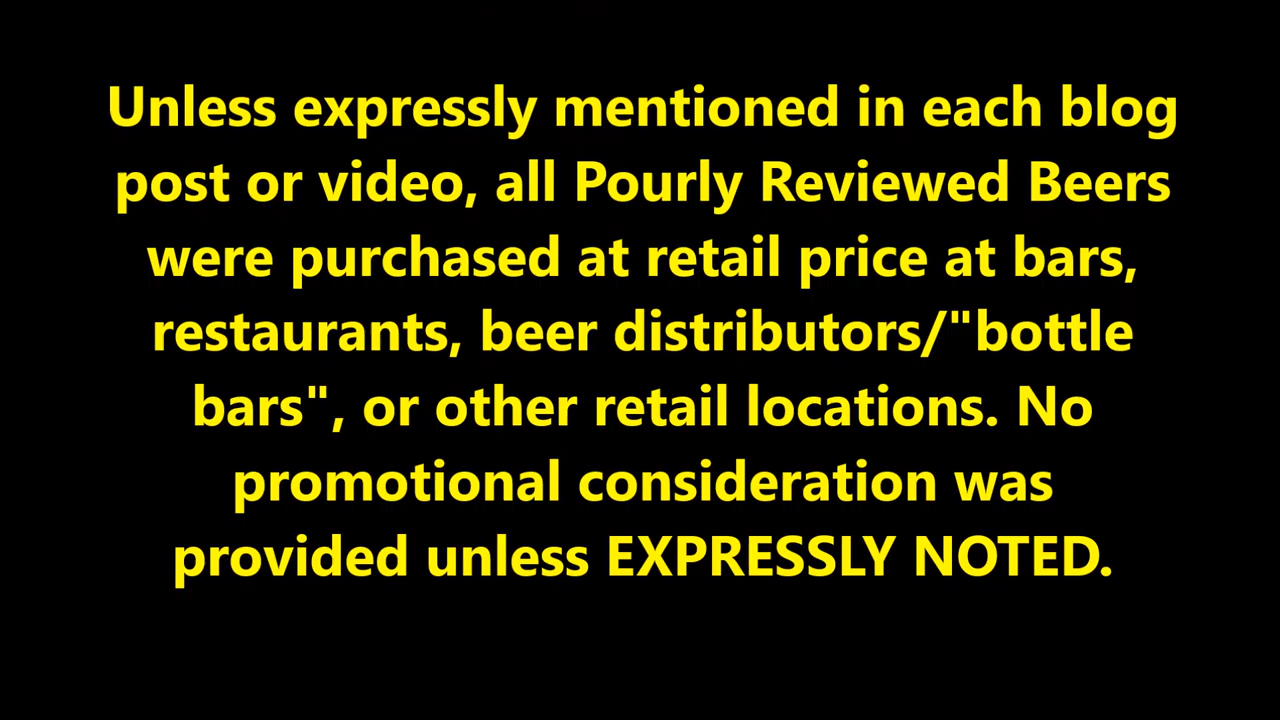 Unless expressly mentioned in each blog
post or video, all Pourly Reviewed Beers
were purchased at retail price at bars,
restaurants, beer distributors/"bottle
bars", or other retail locations. No
promotional consideration was
provided unless EXPRESSLY NOTED.